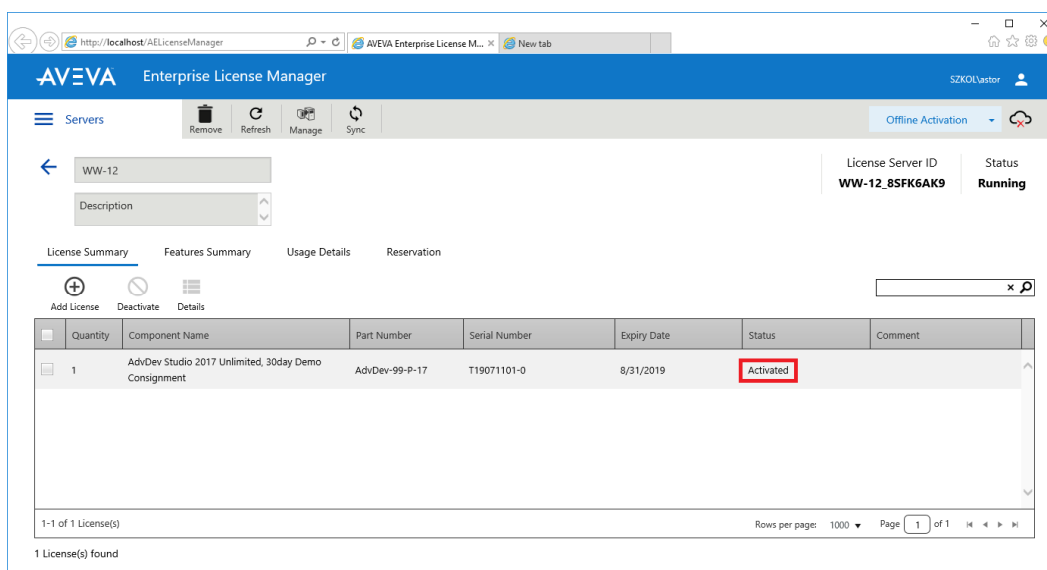 http://localhost/AELicenseManager
AVEVA Enterprise License M...
New tab
AVEVA Enterprise License Manager
SZKOL\astor
Servers
Remove Refresh Manage Sync
Offline Activation
WW-12
Description
License Server ID Status
WW-12_8SFK6AK9 Running
License Summary Features Summary Usage Details Reservation
Add License Deactivate Details
Quantity Component Name Part Number Serial Number Expiry Date Status Comment
1 AdvDev Studio 2017 Unlimited, 30day Demo Consignment AdvDev-99-P-17 T19071101-0 8/31/2019 Activated
1-1 of 1 License(s) Rows per page: 1000 Page 1 of 1
1 License(s) found